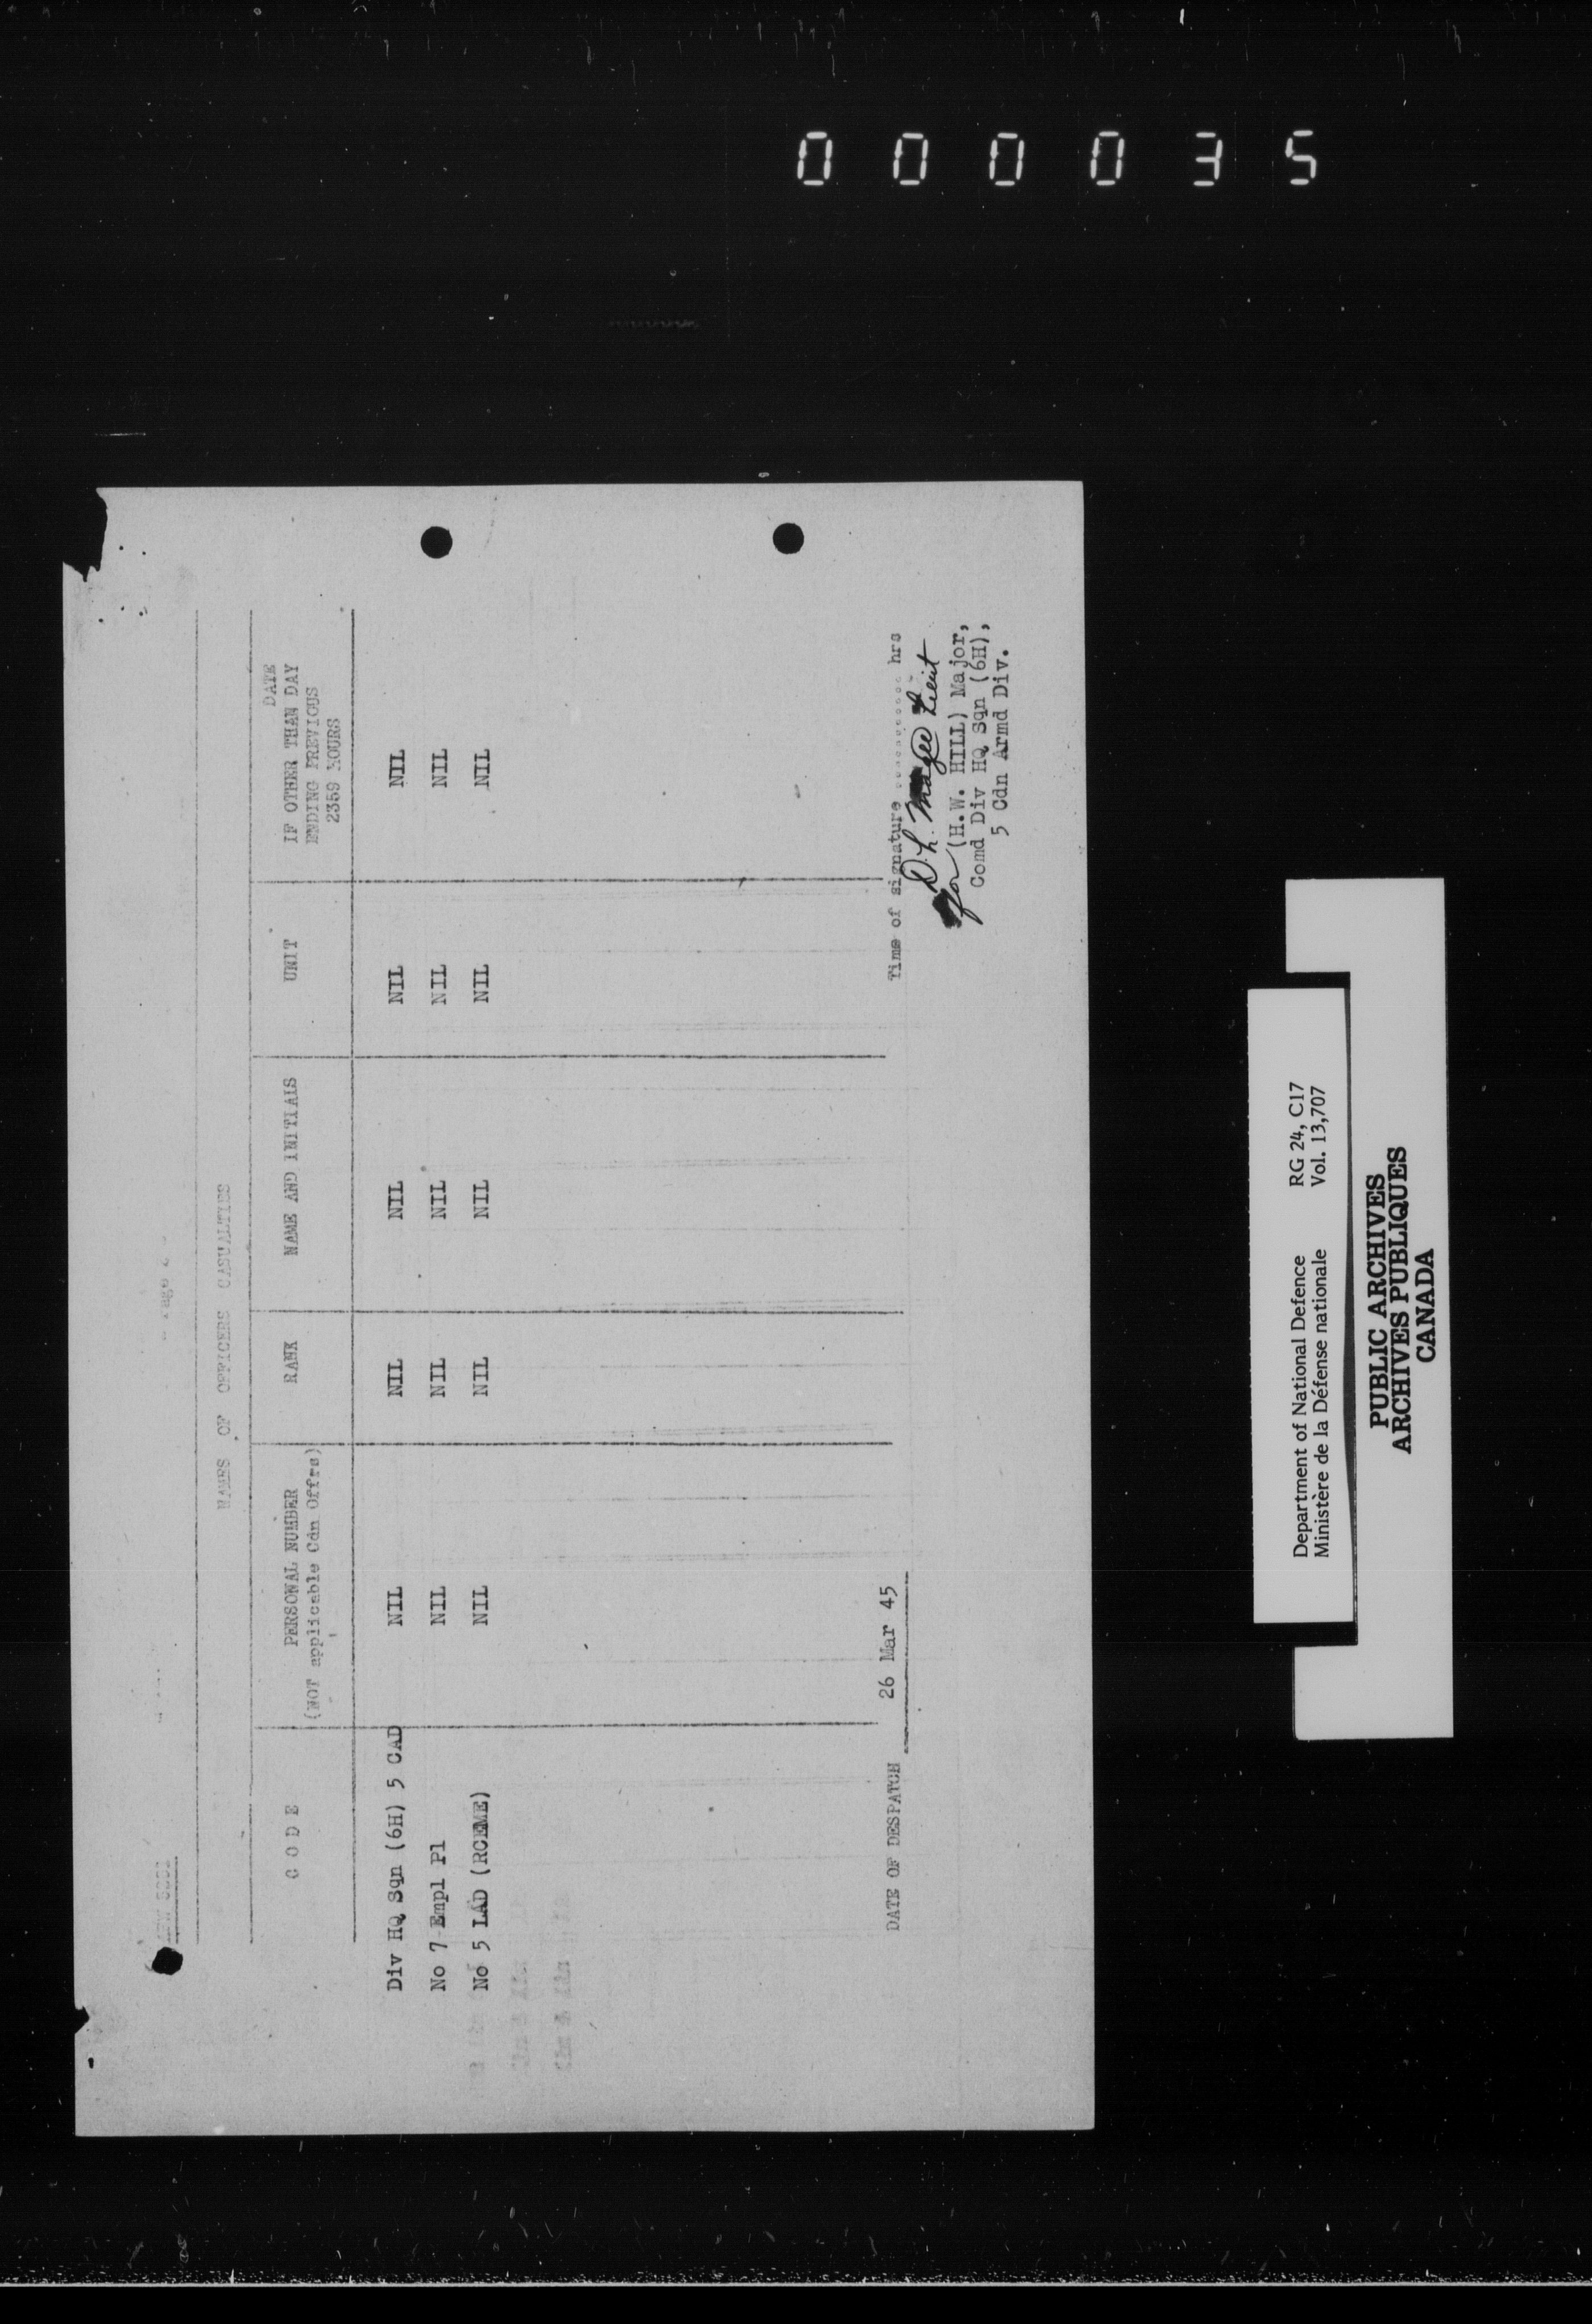 000035
NAMES OF OFFICERS CASUALTIES
CODE
PERSONAL NUMBER
(NOT applicable Cdn Offrs)
RANK
NAME AND INITIALS
UNIT
DATE
IF OTHER THAN DAY
ENDING PREVIOUS
2359 HOURS
Div HQ Sqn (6H) 5 CAD NIL NIL NIL NIL NIL
No 7 Empl Pl NIL NIL NIL NIL NIL
No 5 LAD (RCEME) NIL NIL NIL NIL NIL
DATE OF DESPATCH 26 Mar 45
Time of signature .......... hrs
D.L. Magee Lieut
for (H.W. HILL) Major,
Comd Div HQ Sqn (6H),
5 Cdn Armd Div.
Department of National Defence RG 24, C17
Ministère de la Défense nationale Vol. 13,707
PUBLIC ARCHIVES
ARCHIVES PUBLIQUES
CANADA